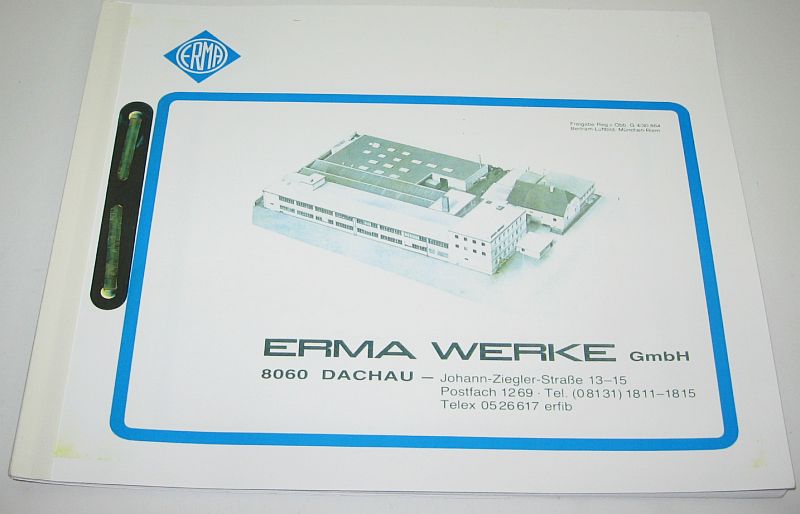 ERMA
Freigabe Reg. v. Obb. G 4/30 864
Bertram-Luftbild, München-Riem
ERMA WERKE GmbH
8060 DACHAU — Johann-Ziegler-Straße 13–15
Postfach 1269 · Tel. (08131) 1811–1815
Telex 0526617 erfib